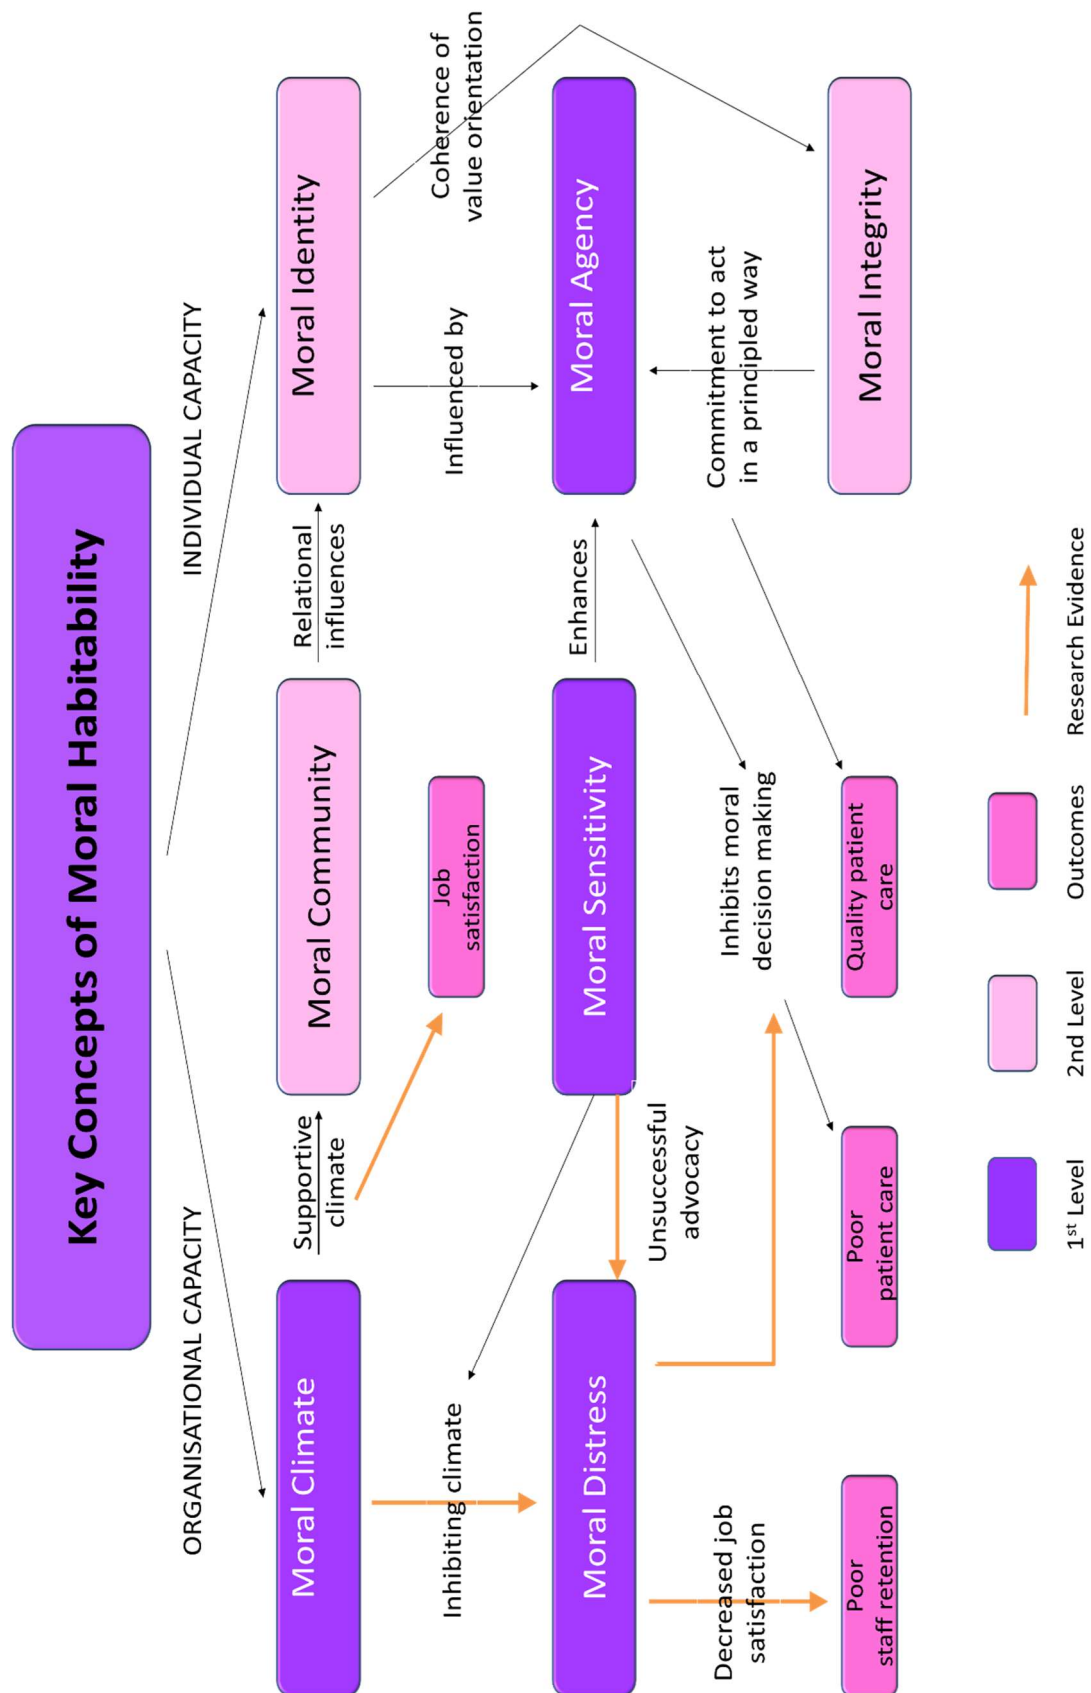 Key Concepts of Moral Habitability
ORGANISATIONAL CAPACITY
INDIVIDUAL CAPACITY
Moral Climate
Supportive
climate
Moral Community
Relational
influences
Moral Identity
Inhibiting climate
Job
satisfaction
Influenced by
Coherence of
value orientation
Moral Distress
Unsuccessful
advocacy
Moral Sensitivity
Enhances
Moral Agency
Decreased job
satisfaction
Inhibits moral
decision making
Commitment to act
in a principled way
Poor
staff retention
Poor
patient care
Quality patient
care
Moral Integrity
1st Level
2nd Level
Outcomes
Research Evidence